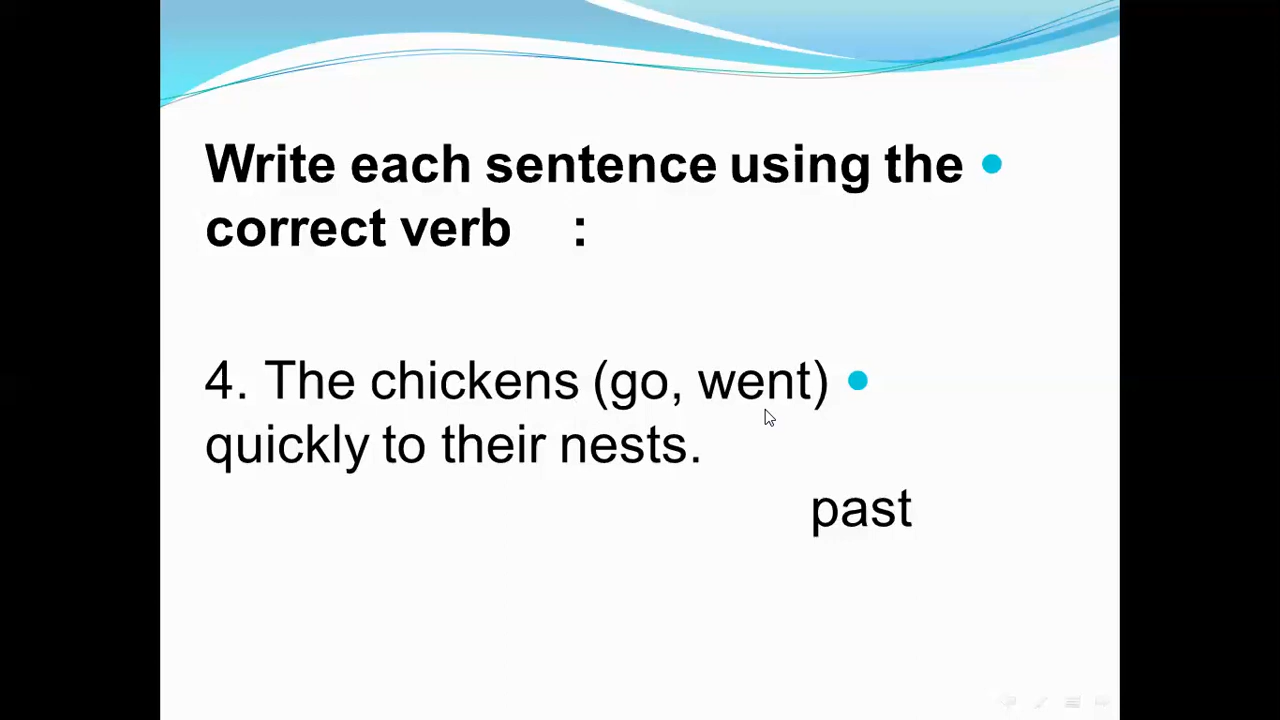 Write each sentence using the
correct verb :
4. The chickens (go, went)
quickly to their nests.
past